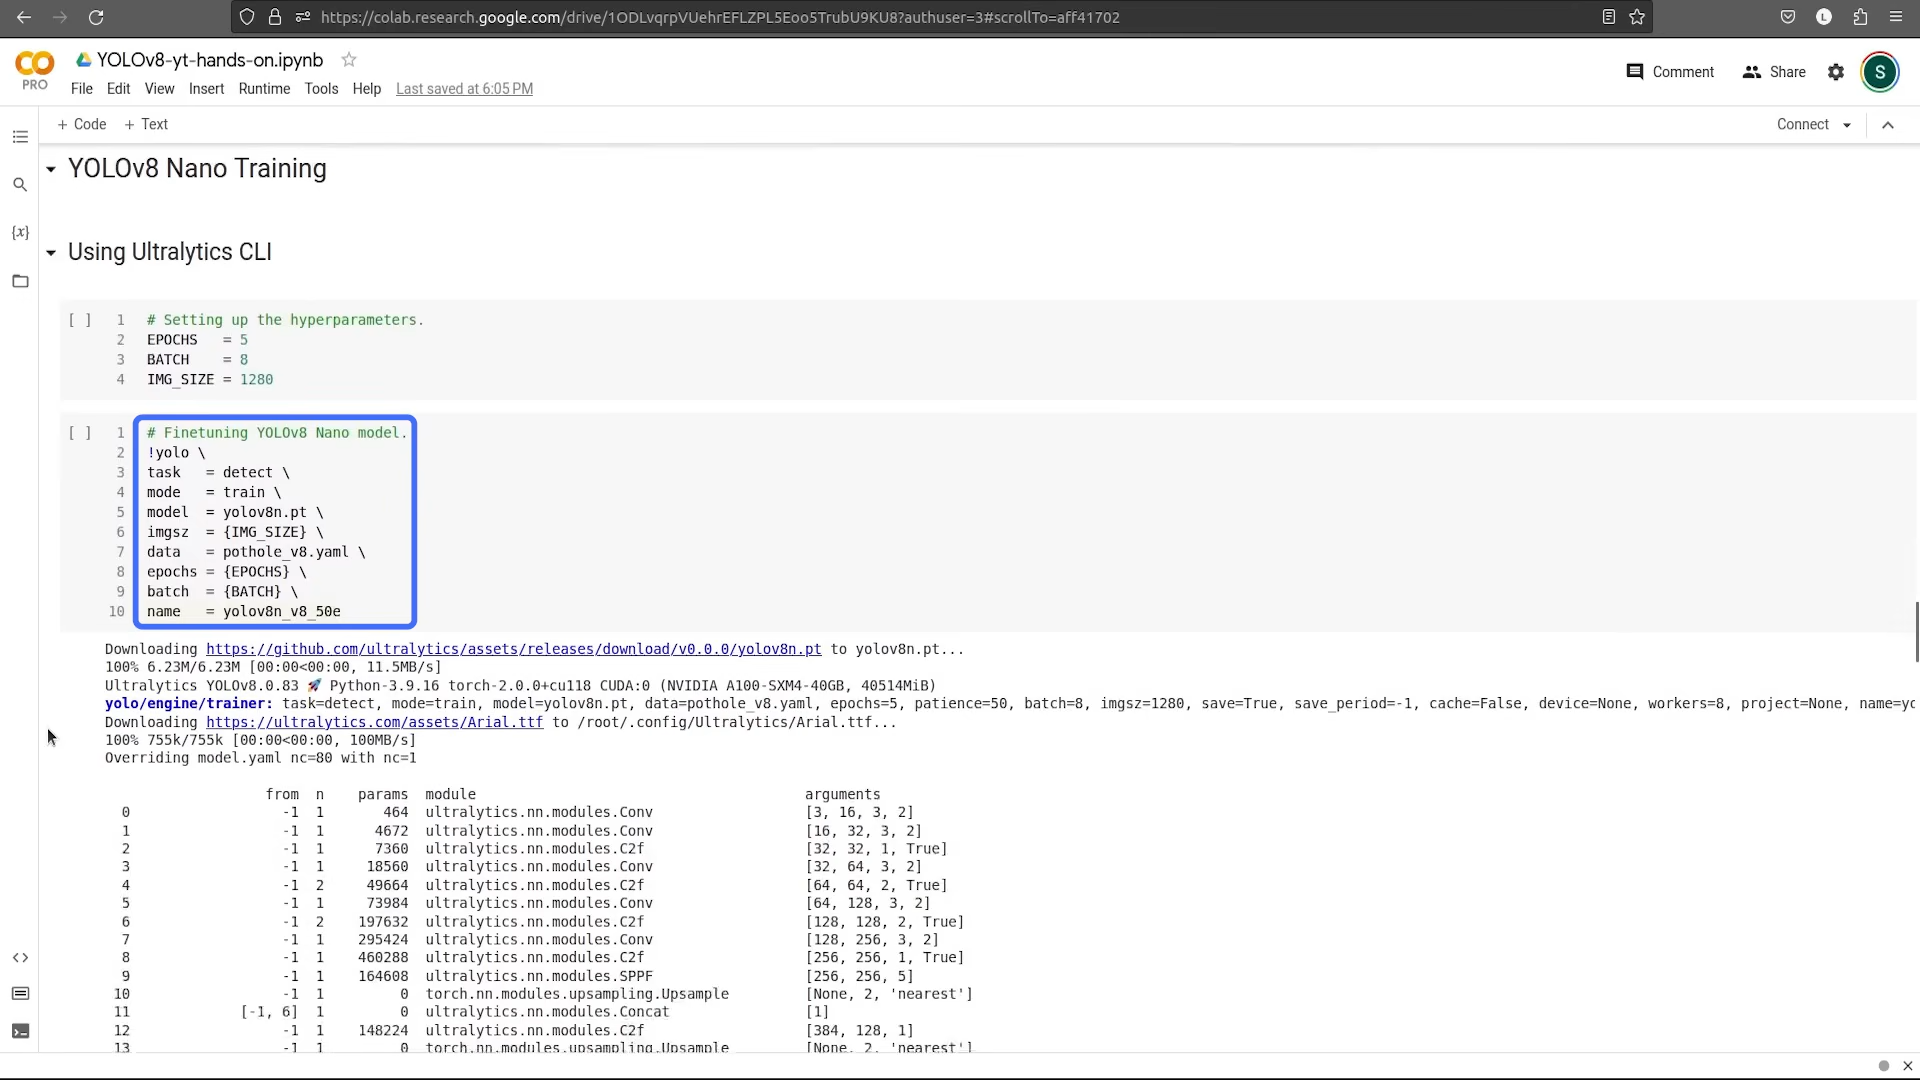 https://colab.research.google.com/drive/1ODLvqrpVUehrEFLZPL5Eoo5TrubU9KU8?authuser=3#scrollTo=aff41702
L
CO
PRO
YOLOv8-yt-hands-on.ipynb
Comment
Share
S
File Edit View Insert Runtime Tools Help Last saved at 6:05 PM
+ Code + Text
Connect
YOLOv8 Nano Training
{x}
Using Ultralytics CLI
[ ] 1 # Setting up the hyperparameters.
2 EPOCHS = 5
3 BATCH = 8
4 IMG_SIZE = 1280
[ ] 1 # Finetuning YOLOv8 Nano model.
2 !yolo \
3 task = detect \
4 mode = train \
5 model = yolov8n.pt \
6 imgsz = {IMG_SIZE} \
7 data = pothole_v8.yaml \
8 epochs = {EPOCHS} \
9 batch = {BATCH} \
10 name = yolov8n_v8_50e
Downloading https://github.com/ultralytics/assets/releases/download/v0.0.0/yolov8n.pt to yolov8n.pt...
100% 6.23M/6.23M [00:00<00:00, 11.5MB/s]
Ultralytics YOLOv8.0.83 🚀 Python-3.9.16 torch-2.0.0+cu118 CUDA:0 (NVIDIA A100-SXM4-40GB, 40514MiB)
yolo/engine/trainer: task=detect, mode=train, model=yolov8n.pt, data=pothole_v8.yaml, epochs=5, patience=50, batch=8, imgsz=1280, save=True, save_period=-1, cache=False, device=None, workers=8, project=None, name=yo
Downloading https://ultralytics.com/assets/Arial.ttf to /root/.config/Ultralytics/Arial.ttf...
100% 755k/755k [00:00<00:00, 100MB/s]
Overriding model.yaml nc=80 with nc=1
from n params module arguments
0 -1 1 464 ultralytics.nn.modules.Conv [3, 16, 3, 2]
1 -1 1 4672 ultralytics.nn.modules.Conv [16, 32, 3, 2]
2 -1 1 7360 ultralytics.nn.modules.C2f [32, 32, 1, True]
3 -1 1 18560 ultralytics.nn.modules.Conv [32, 64, 3, 2]
4 -1 2 49664 ultralytics.nn.modules.C2f [64, 64, 2, True]
5 -1 1 73984 ultralytics.nn.modules.Conv [64, 128, 3, 2]
6 -1 2 197632 ultralytics.nn.modules.C2f [128, 128, 2, True]
7 -1 1 295424 ultralytics.nn.modules.Conv [128, 256, 3, 2]
8 -1 1 460288 ultralytics.nn.modules.C2f [256, 256, 1, True]
9 -1 1 164608 ultralytics.nn.modules.SPPF [256, 256, 5]
10 -1 1 0 torch.nn.modules.upsampling.Upsample [None, 2, 'nearest']
11 [-1, 6] 1 0 ultralytics.nn.modules.Concat [1]
12 -1 1 148224 ultralytics.nn.modules.C2f [384, 128, 1]
13 -1 1 0 torch.nn.modules.upsampling.Upsample [None, 2, 'nearest']